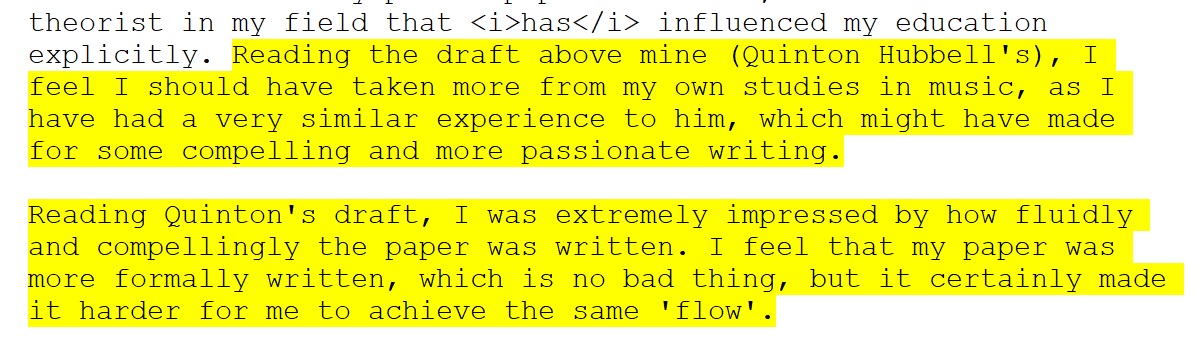 theorist in my field that <i>has</i> influenced my education
explicitly. Reading the draft above mine (Quinton Hubbell's), I
feel I should have taken more from my own studies in music, as I
have had a very similar experience to him, which might have made
for some compelling and more passionate writing.
Reading Quinton's draft, I was extremely impressed by how fluidly
and compellingly the paper was written. I feel that my paper was
more formally written, which is no bad thing, but it certainly made
it harder for me to achieve the same 'flow'.